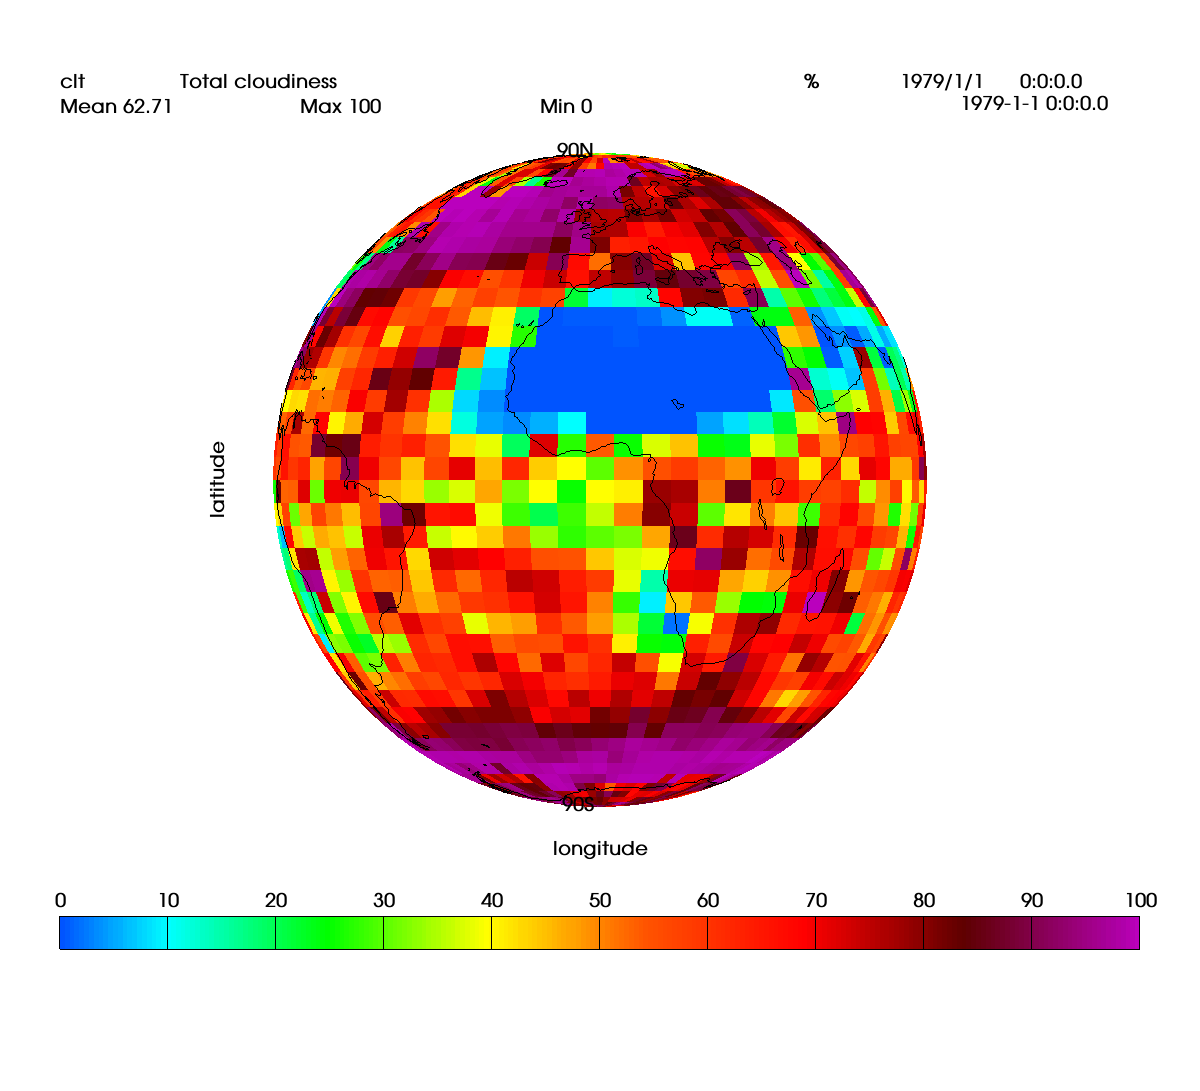 clt Total cloudiness % 1979/1/1 0:0:0.0
Mean 62.71 Max 100 Min 0 1979-1-1 0:0:0.0
90N
latitude
90S
longitude
0 10 20 30 40 50 60 70 80 90 100